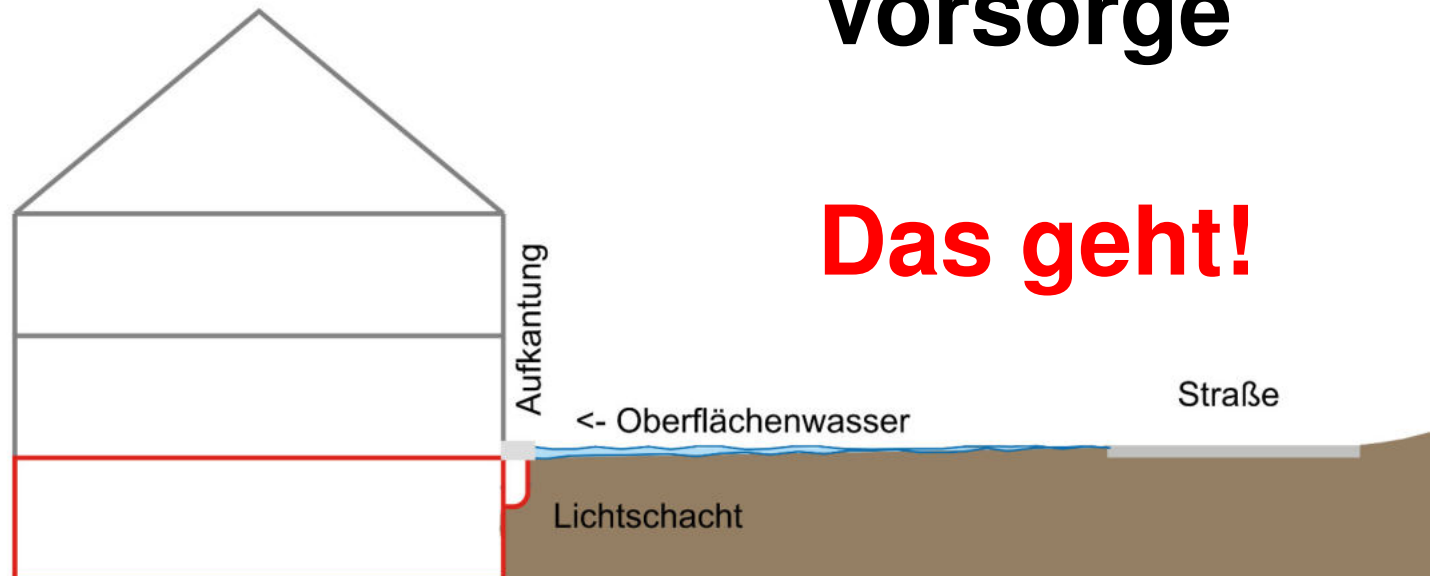 Vorsorge
Das geht!
Aufkantung
Straße
<- Oberflächenwasser
Lichtschacht